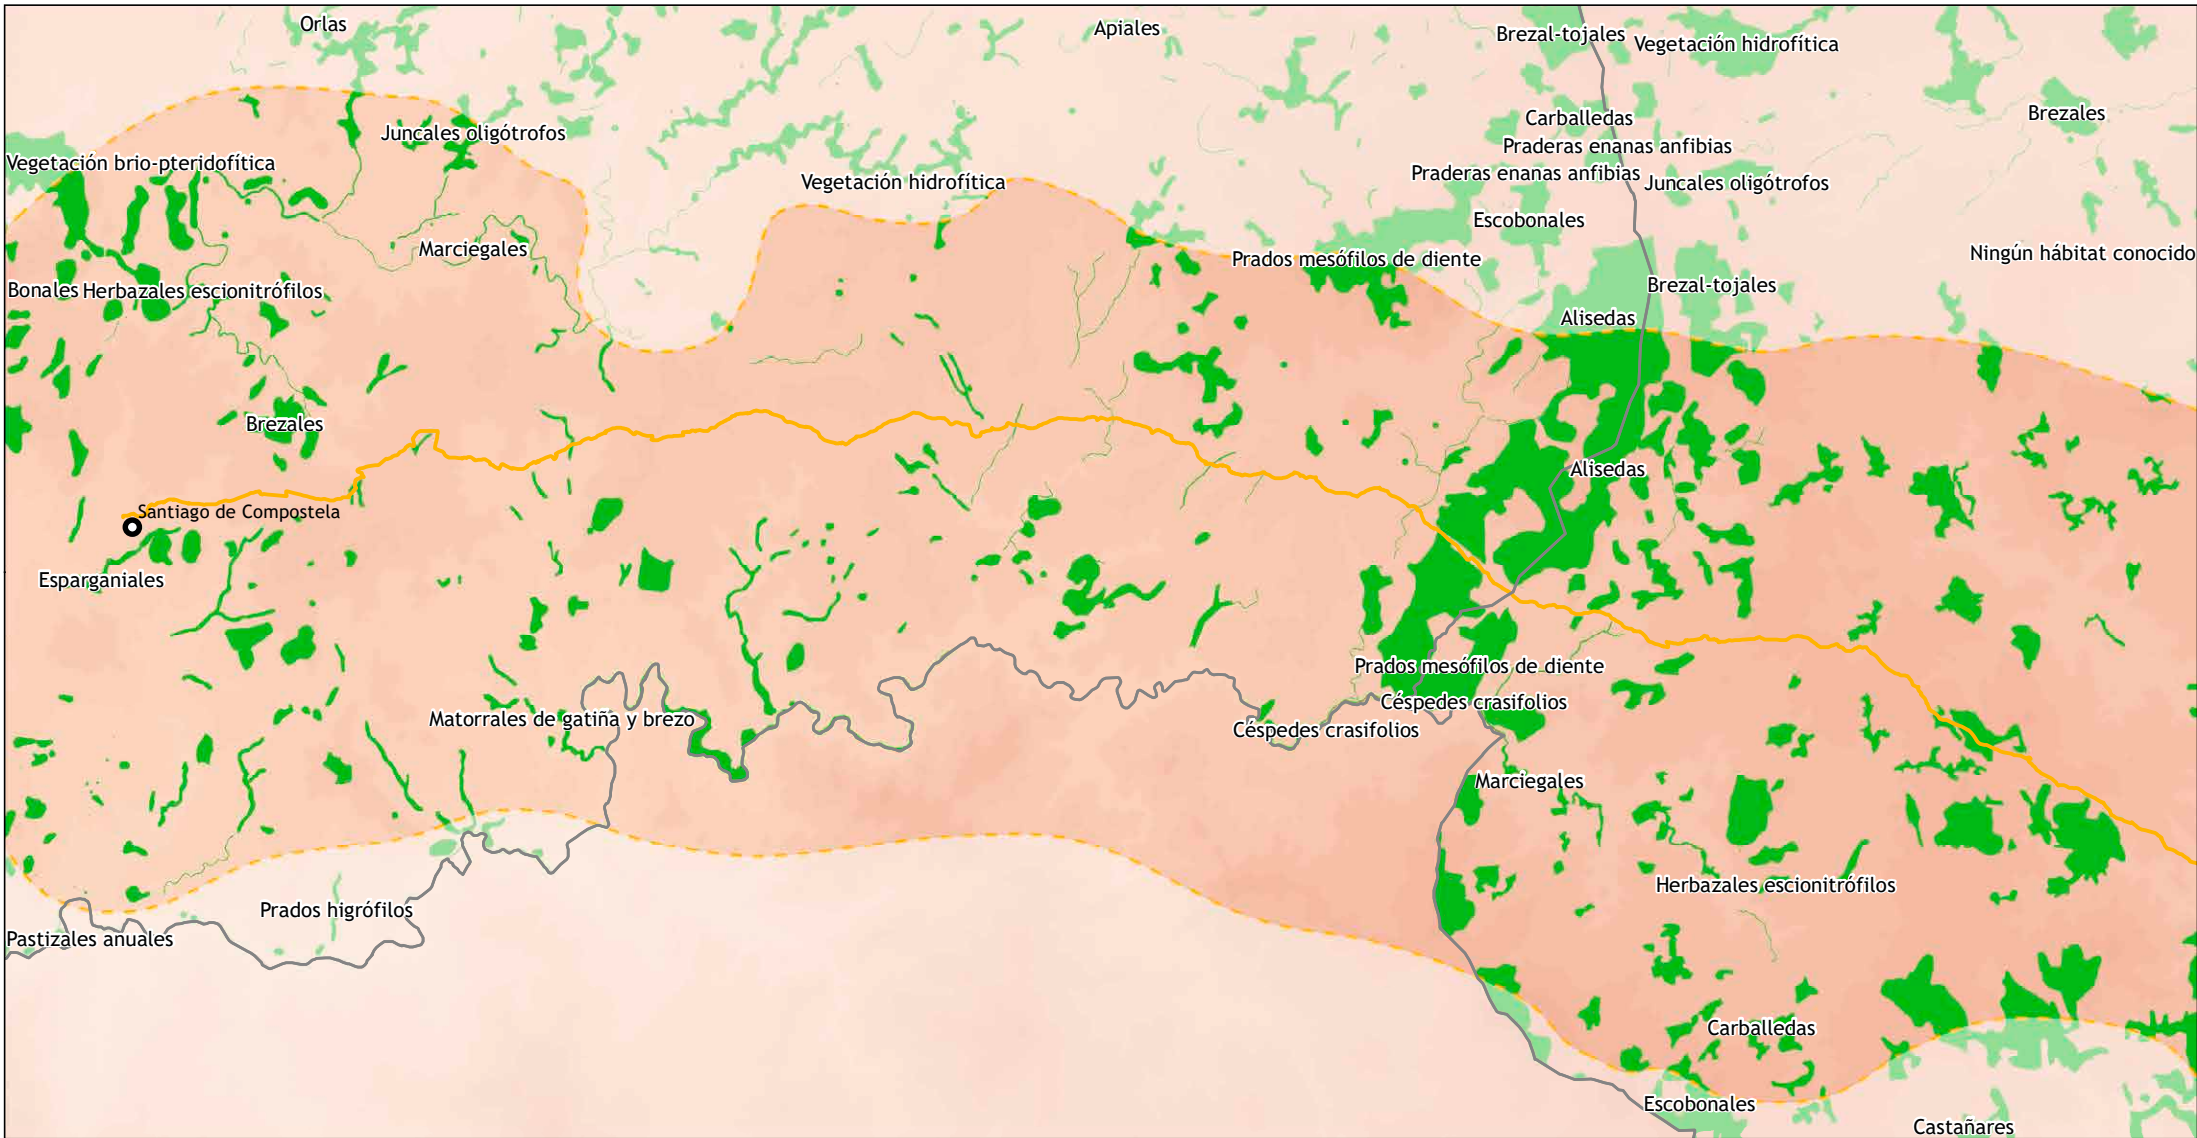 Orlas
Apiales
Brezal-tojales
Vegetación hidrofítica
Brezales
Carballedas
Juncales oligótrofos
Praderas enanas anfibias
Vegetación brio-pteridofítica
Praderas enanas anfibias
Vegetación hidrofítica
Juncales oligótrofos
Escobonales
Marciegales
Ningún hábitat conocido
Prados mesófilos de diente
Brezal-tojales
Bonales
Herbazales escionitrófilos
Alisedas
Brezales
Alisedas
Santiago de Compostela
Esparganiales
Prados mesófilos de diente
Céspedes crasifolios
Matorrales de gatiña y brezo
Céspedes crasifolios
Marciegales
Herbazales escionitrófilos
Prados higrófilos
Pastizales anuales
Carballedas
Escobonales
Castañares